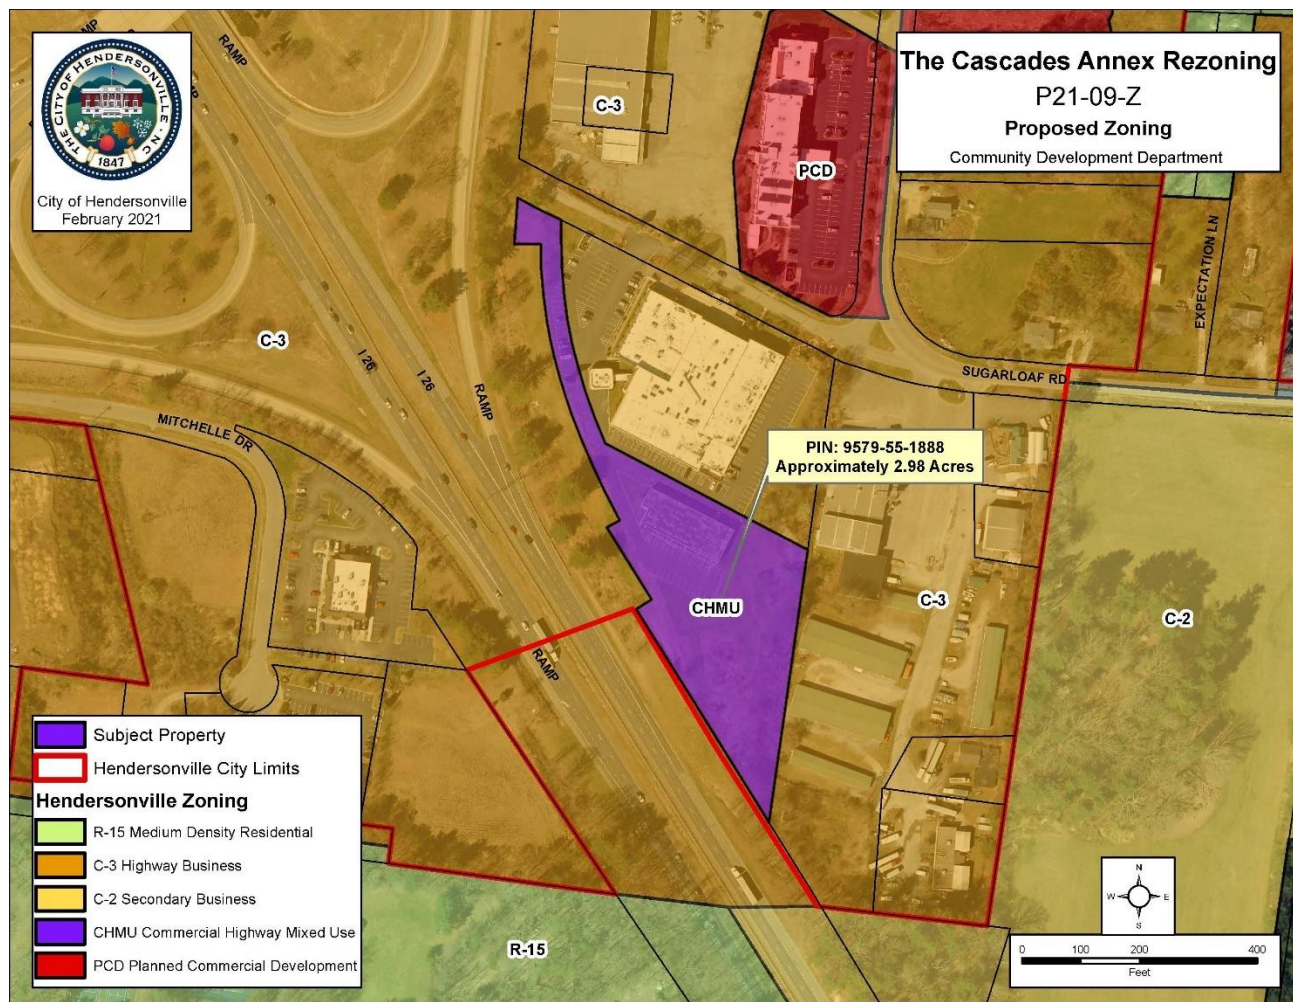 RAMP
RAMP
THE CITY OF HENDERSONVILLE, N.C.
1847
City of Hendersonville
February 2021
The Cascades Annex Rezoning
P21-09-Z
Proposed Zoning
Community Development Department
C-3
PCD
EXPECTATION LN
C-3
I 26
I 26
RAMP
SUGARLOAF RD
MITCHELLE DR
PIN: 9579-55-1888
Approximately 2.98 Acres
CHMU
C-3
C-2
RAMP
Subject Property
Hendersonville City Limits
Hendersonville Zoning
R-15 Medium Density Residential
C-3 Highway Business
C-2 Secondary Business
CHMU Commercial Highway Mixed Use
PCD Planned Commercial Development
R-15
N
W E
S
0 100 200 400
Feet